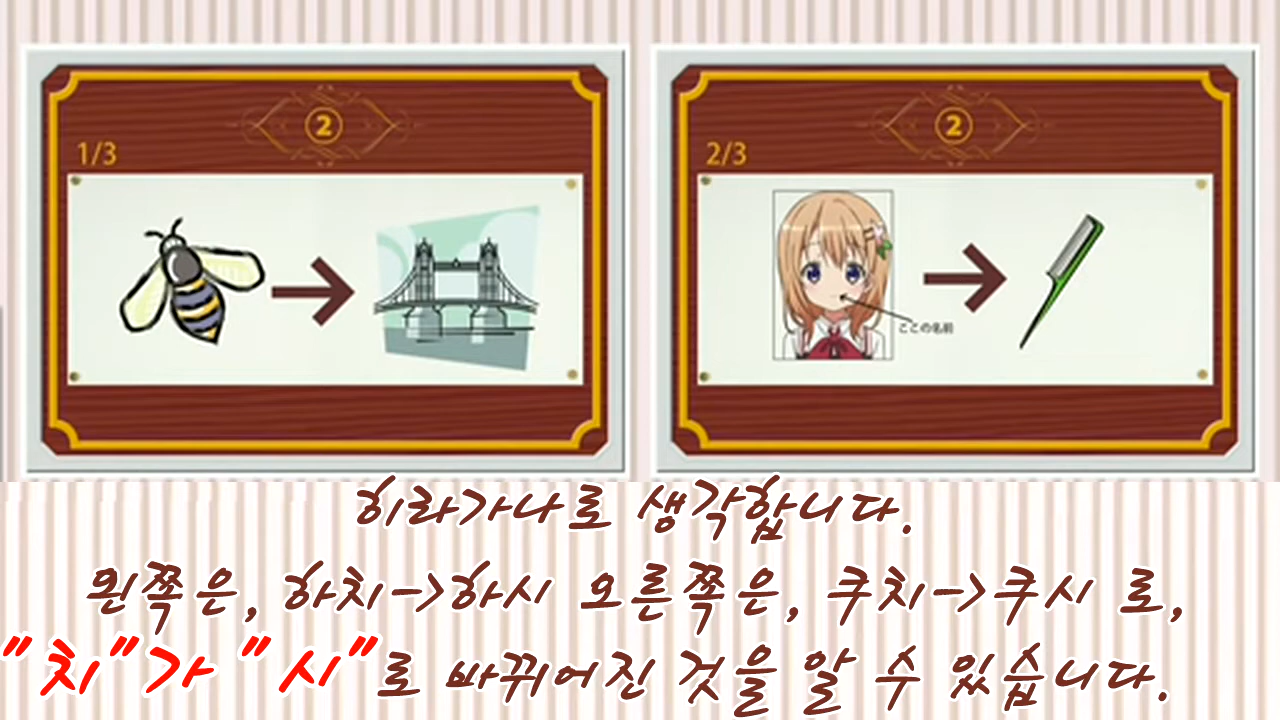 ②
1/3
②
2/3
ここの名前
히라가나로 생각합니다.
왼쪽은, 하치->하시 오른쪽은, 쿠치->쿠시 로,
"치"가 "시"로 바뀌어진 것을 알 수 있습니다.